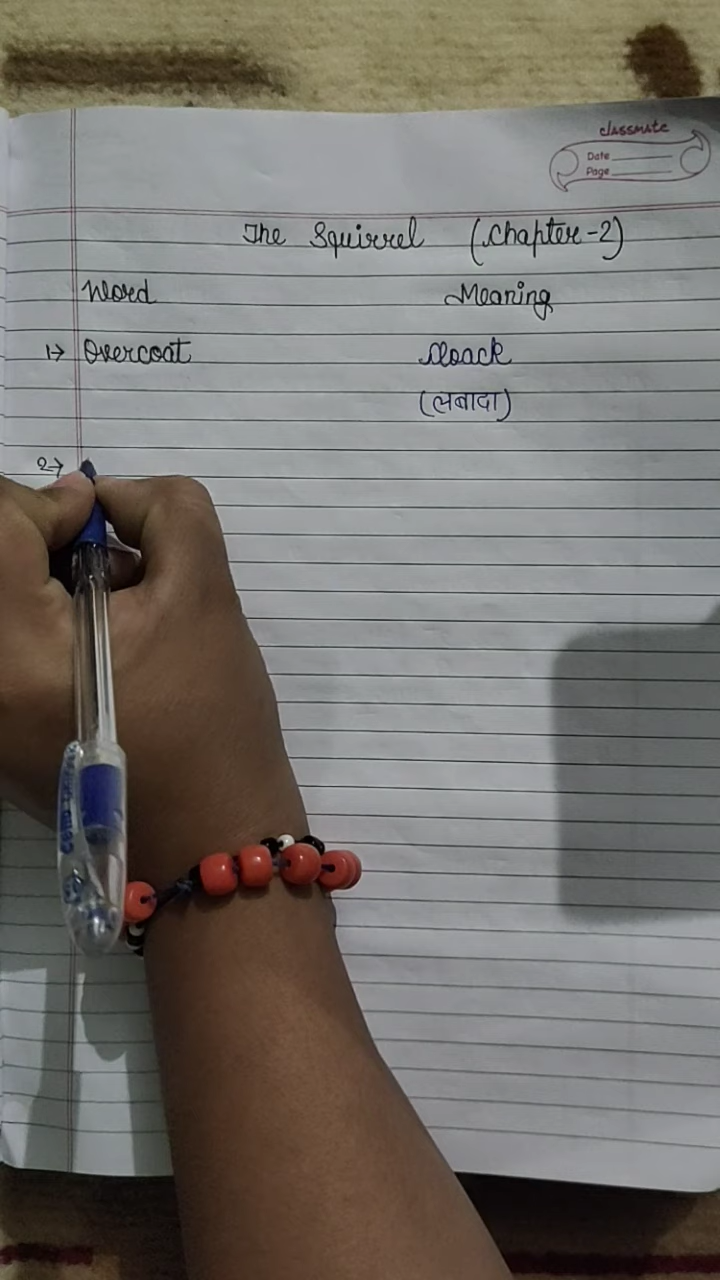 classmate
Date
Page
The Squirrel (Chapter-2)
Word Meaning
1→ Overcoat Cloack
(लबादा)
2→